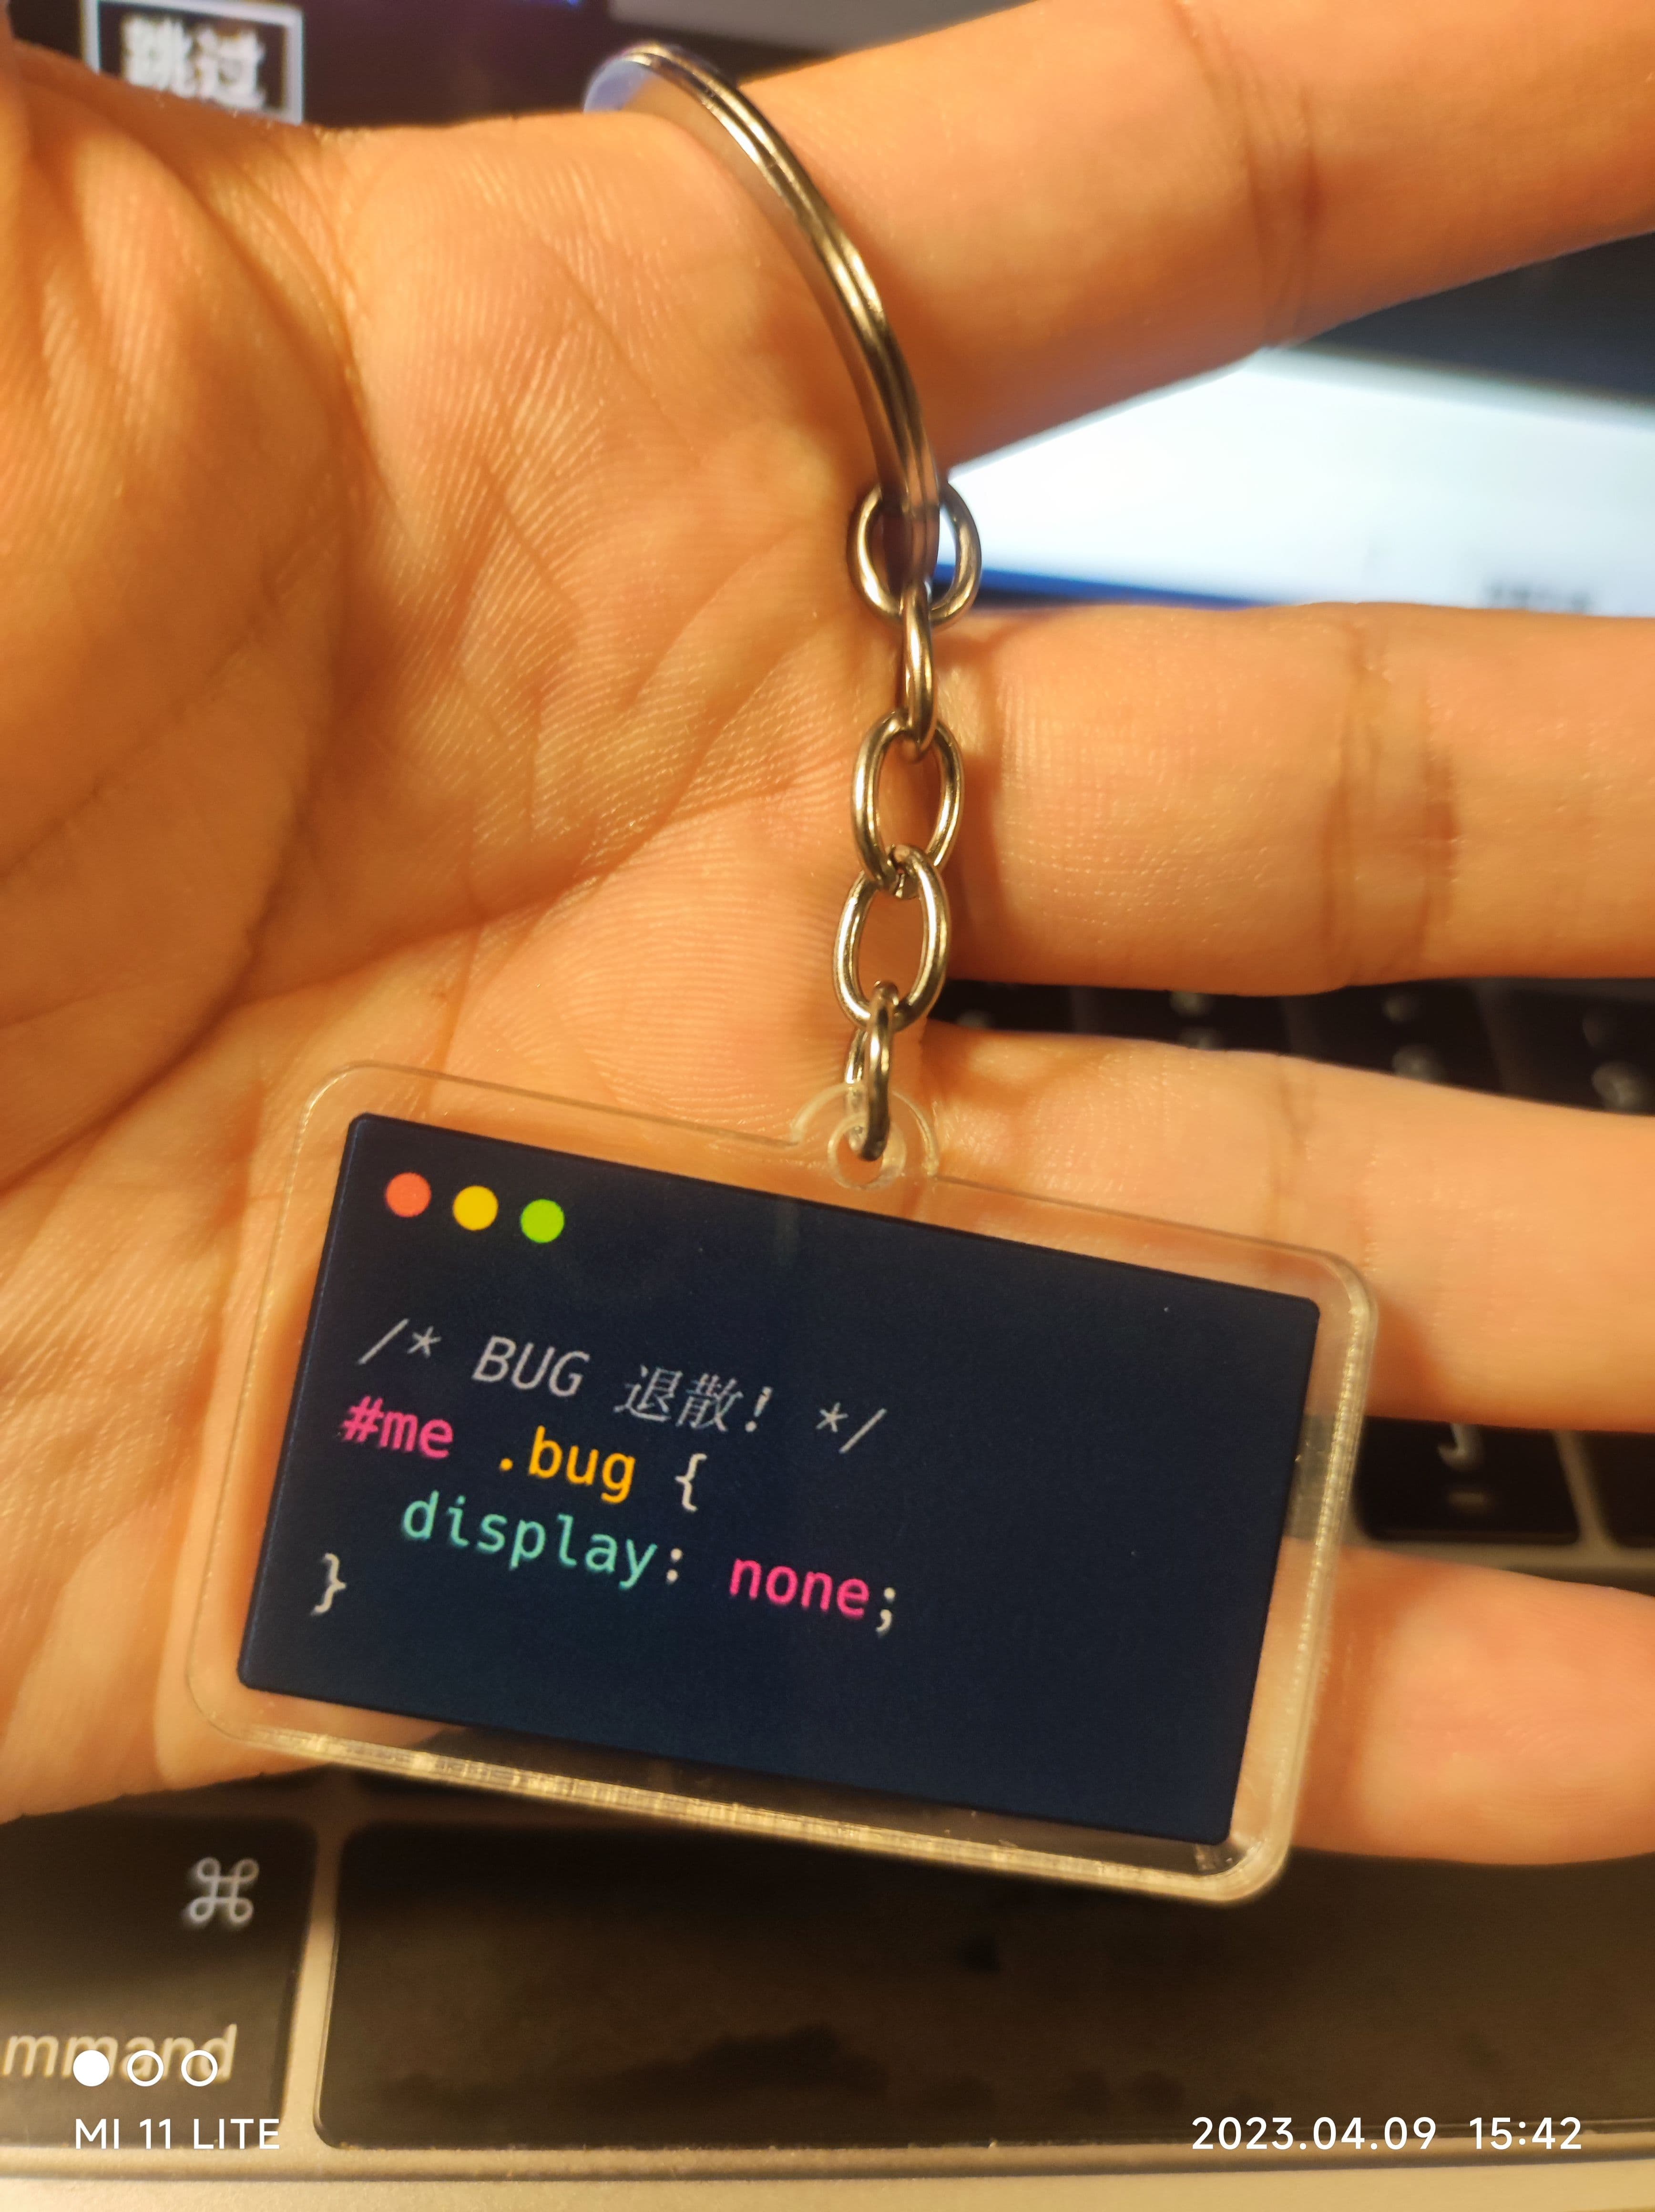 跳过
/* BUG 退散! */
#me .bug {
  display: none;
}
J
⌘
mmand
MI 11 LITE
2023.04.09 15:42